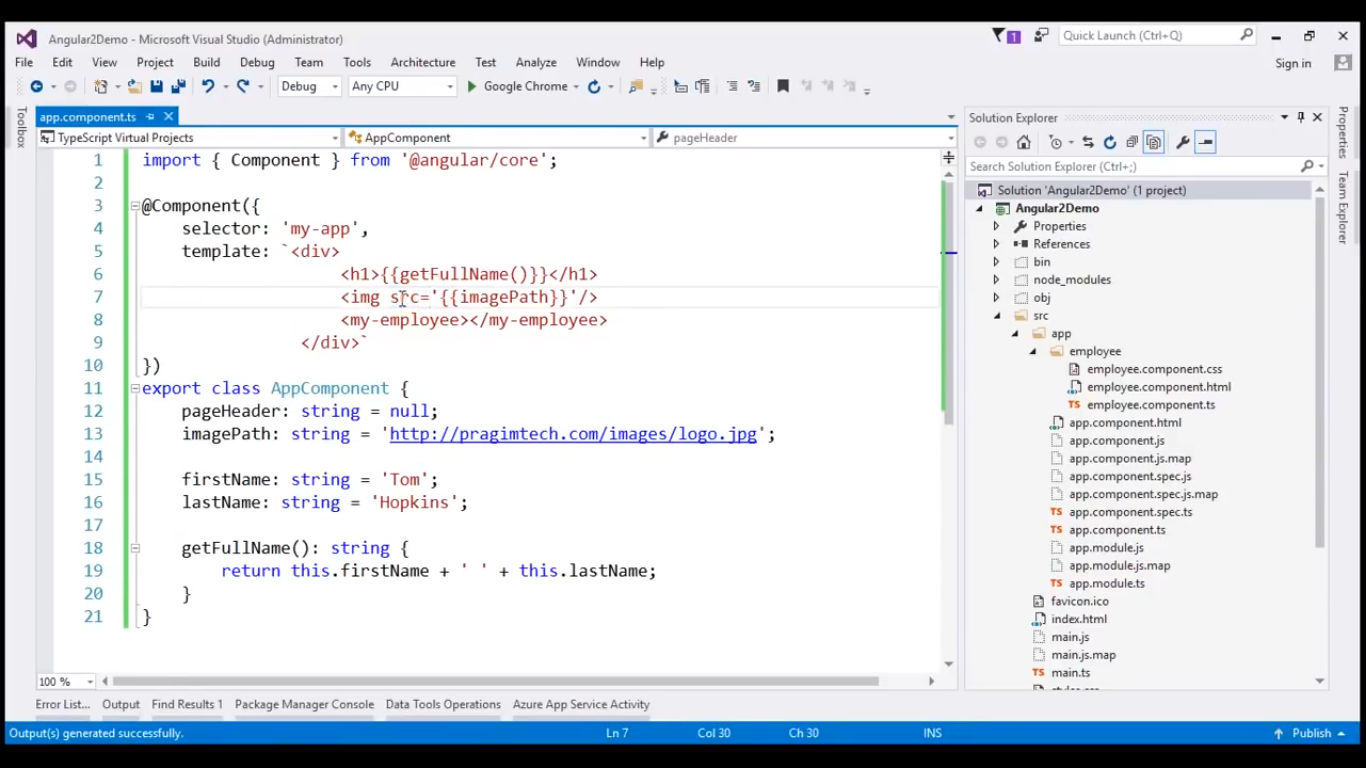 Angular2Demo - Microsoft Visual Studio (Administrator)
1
Quick Launch (Ctrl+Q)
File Edit View Project Build Debug Team Tools Architecture Test Analyze Window Help
Sign in
Debug Any CPU Google Chrome
Toolbox
app.component.ts
TypeScript Virtual Projects AppComponent pageHeader
1 import { Component } from '@angular/core';
2
3 @Component({
4 selector: 'my-app',
5 template: `<div>
6 <h1>{{getFullName()}}</h1>
7 <img src='{{imagePath}}'/>
8 <my-employee></my-employee>
9 </div>`
10 })
11 export class AppComponent {
12 pageHeader: string = null;
13 imagePath: string = 'http://pragimtech.com/images/logo.jpg';
14
15 firstName: string = 'Tom';
16 lastName: string = 'Hopkins';
17
18 getFullName(): string {
19 return this.firstName + ' ' + this.lastName;
20 }
21 }
100 %
Solution Explorer
Search Solution Explorer (Ctrl+;)
Solution 'Angular2Demo' (1 project)
Angular2Demo
Properties
References
bin
node_modules
obj
src
app
employee
employee.component.css
employee.component.html
employee.component.ts
app.component.html
app.component.js
app.component.js.map
app.component.spec.js
app.component.spec.js.map
app.component.spec.ts
app.component.ts
app.module.js
app.module.js.map
app.module.ts
favicon.ico
index.html
main.js
main.js.map
main.ts
Properties
Team Explorer
Error List... Output Find Results 1 Package Manager Console Data Tools Operations Azure App Service Activity
Output(s) generated successfully. Ln 7 Col 30 Ch 30 INS Publish